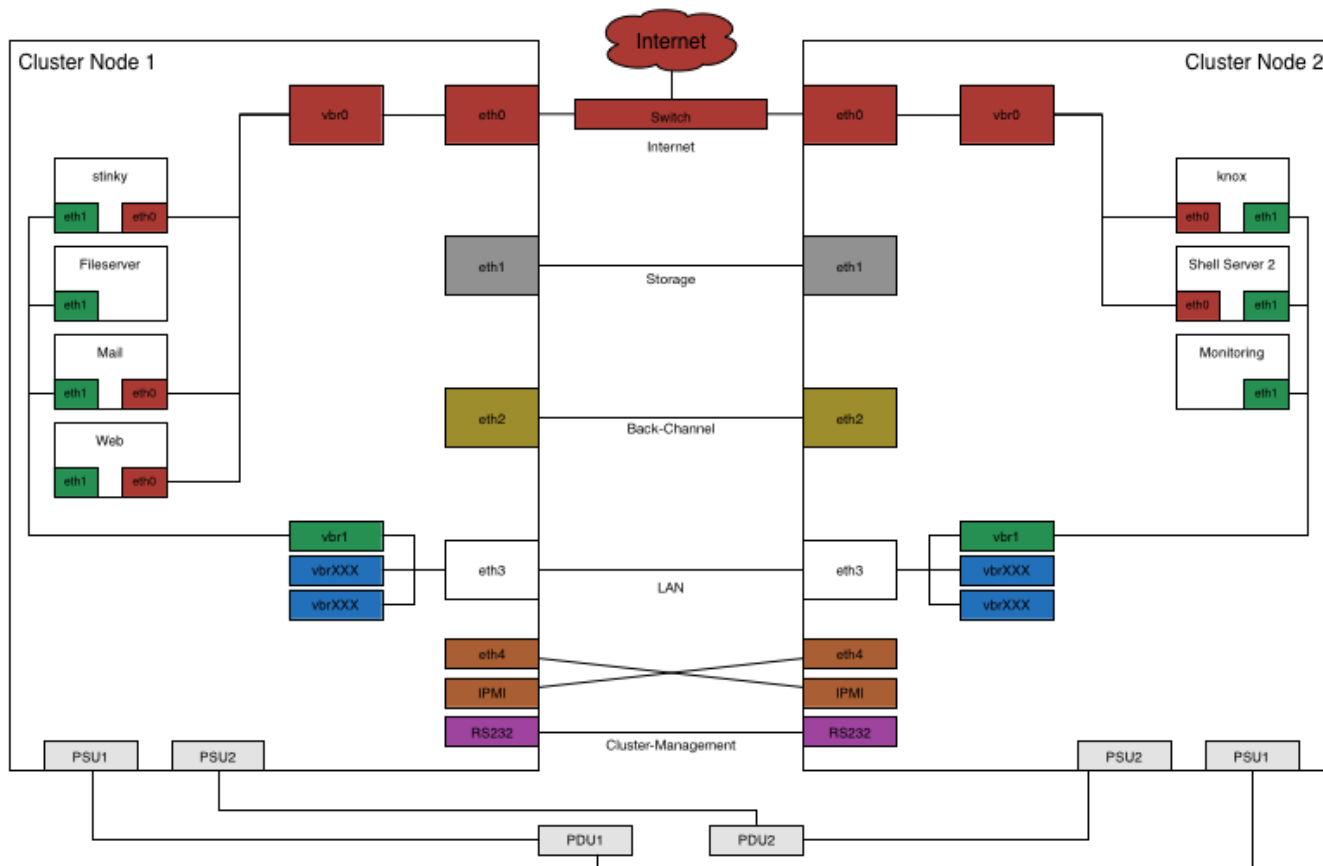 Internet
Cluster Node 1
Cluster Node 2
vbr0
eth0
Switch
eth0
vbr0
Internet
stinky
eth1
eth0
knox
eth0
eth1
Fileserver
eth1
eth1
Storage
eth1
Shell Server 2
eth0
eth1
Mail
eth1
eth0
Monitoring
eth1
eth2
Back-Channel
eth2
Web
eth1
eth0
vbr1
vbrXXX
vbrXXX
eth3
LAN
eth3
vbr1
vbrXXX
vbrXXX
eth4
eth4
IPMI
IPMI
RS232
Cluster-Management
RS232
PSU1
PSU2
PSU2
PSU1
PDU1
PDU2